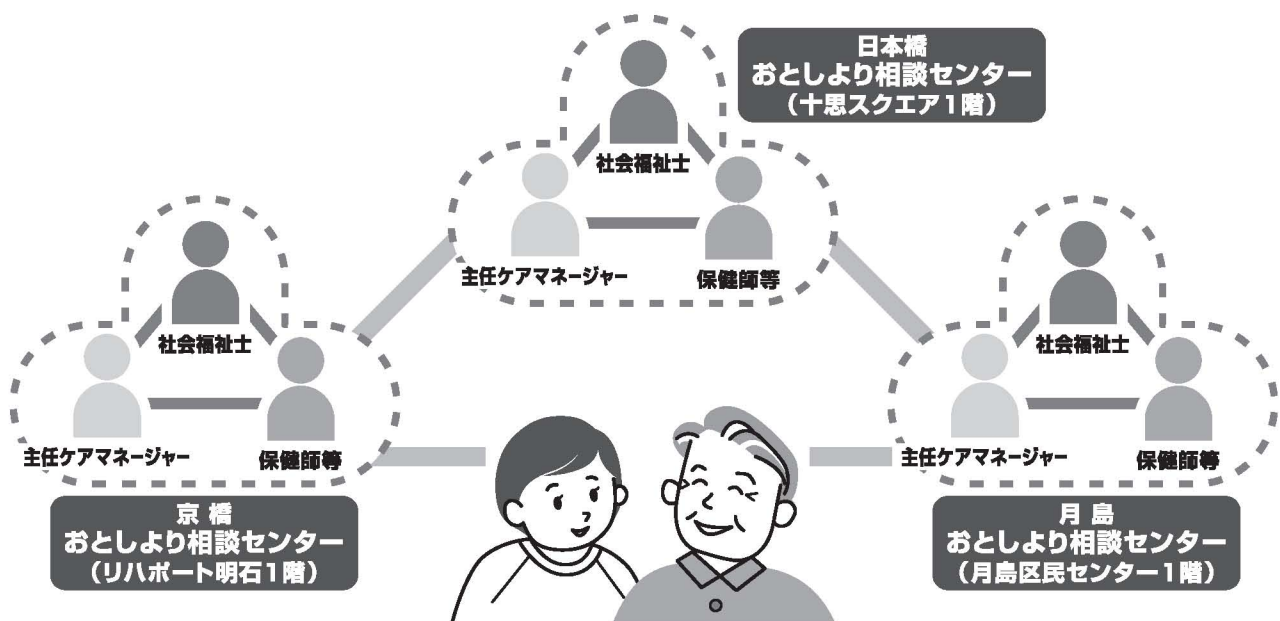 日本橋
おとしより相談センター
（十思スクエア1階）
社会福祉士
主任ケアマネージャー
保健師等
社会福祉士
主任ケアマネージャー
保健師等
京橋
おとしより相談センター
（リハポート明石1階）
社会福祉士
主任ケアマネージャー
保健師等
月島
おとしより相談センター
（月島区民センター1階）